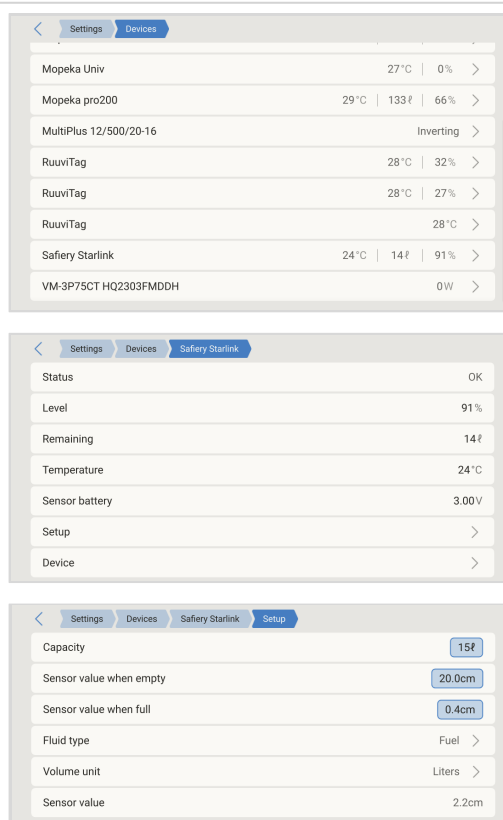 Settings Devices
Mopeka Univ 27°C 0%
Mopeka pro200 29°C 133ℓ 66%
MultiPlus 12/500/20-16 Inverting
RuuviTag 28°C 32%
RuuviTag 28°C 27%
RuuviTag 28°C
Safiery Starlink 24°C 14ℓ 91%
VM-3P75CT HQ2303FMDDH 0W
Settings Devices Safiery Starlink
Status OK
Level 91%
Remaining 14ℓ
Temperature 24°C
Sensor battery 3.00V
Setup
Device
Settings Devices Safiery Starlink Setup
Capacity 15ℓ
Sensor value when empty 20.0cm
Sensor value when full 0.4cm
Fluid type Fuel
Volume unit Liters
Sensor value 2.2cm